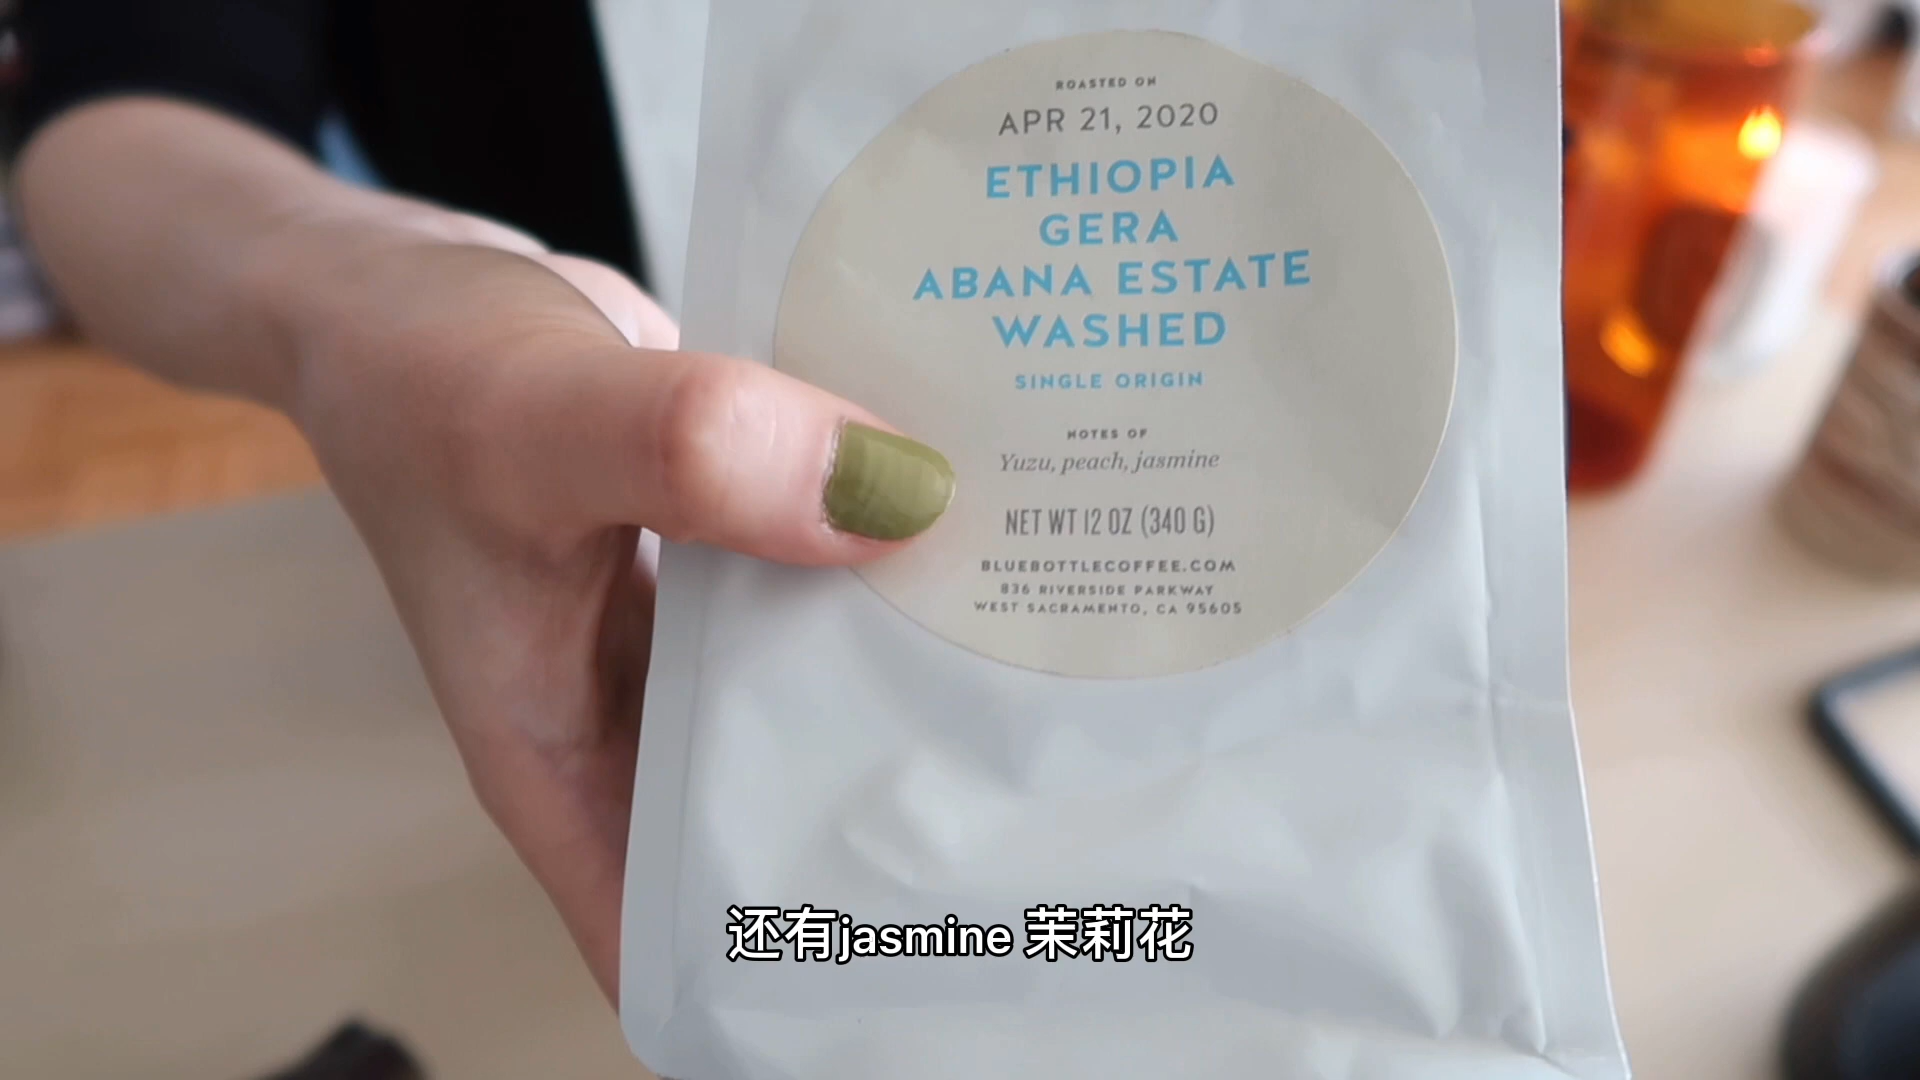 ROASTED ON
APR 21, 2020
ETHIOPIA
GERA
ABANA ESTATE
WASHED
SINGLE ORIGIN
NOTES OF
Yuzu, peach, jasmine
NET WT 12 OZ (340 G)
BLUEBOTTLECOFFEE.COM
836 RIVERSIDE PARKWAY
WEST SACRAMENTO, CA 95605
还有jasmine 茉莉花